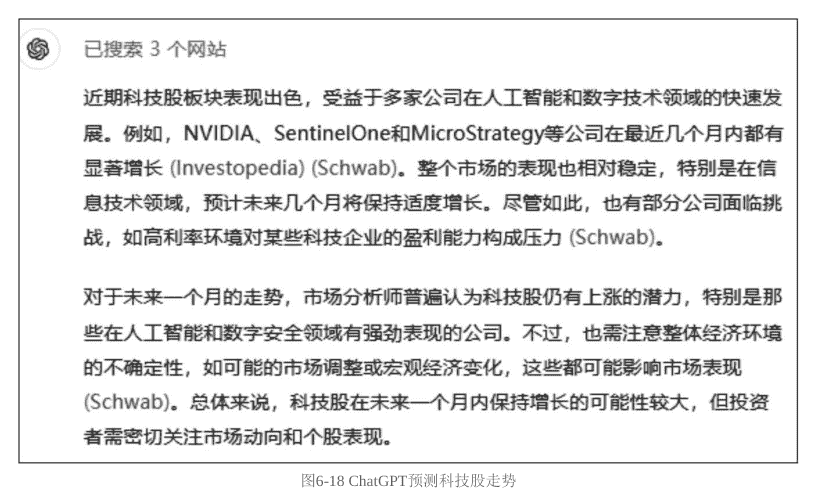 已搜索 3 个网站
近期科技股板块表现出色，受益于多家公司在人工智能和数字技术领域的快速发
展。例如，NVIDIA、SentinelOne和MicroStrategy等公司在最近几个月内都有
显著增长 (Investopedia) (Schwab)。整个市场的表现也相对稳定，特别是在信
息技术领域，预计未来几个月将保持适度增长。尽管如此，也有部分公司面临挑
战，如高利率环境对某些科技企业的盈利能力构成压力 (Schwab)。
对于未来一个月的走势，市场分析师普遍认为科技股仍有上涨的潜力，特别是那
些在人工智能和数字安全领域有强劲表现的公司。不过，也需注意整体经济环境
的不确定性，如可能的市场调整或宏观经济变化，这些都可能影响市场表现
(Schwab)。总体来说，科技股在未来一个月内保持增长的可能性较大，但投资
者需密切关注市场动向和个股表现。
图6-18 ChatGPT预测科技股走势